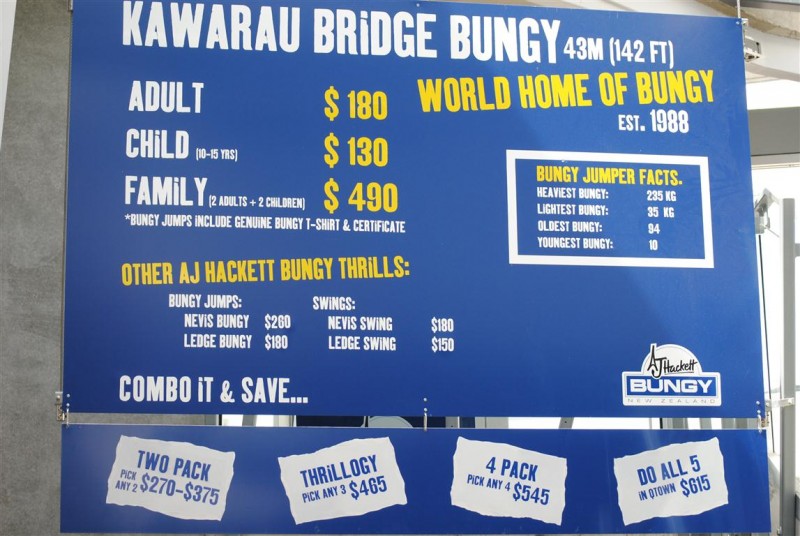 KAWARAU BRiDGE BUNGY 43M (142 FT)
WORLD HOME OF BUNGY
EST. 1988
ADULT $ 180
CHiLD (10-15 YRS) $ 130
FAMiLY (2 ADULTS + 2 CHILDREN) $ 490
*BUNGY JUMPS INCLUDE GENUINE BUNGY T-SHIRT & CERTIFICATE
BUNGY JUMPER FACTS.
HEAVIEST BUNGY: 235 KG
LIGHTEST BUNGY: 35 KG
OLDEST BUNGY: 94
YOUNGEST BUNGY: 10
OTHER AJ HACKETT BUNGY THRILLS:
BUNGY JUMPS: SWINGS:
NEViS BUNGY $260 NEViS SWiNG $180
LEDGE BUNGY $180 LEDGE SWiNG $150
COMBO iT & SAVE...
AJ Hackett
BUNGY
NEW ZEALAND
TWO PACK
PICK ANY 2 $270-$375
THRiLLOGY
PiCK ANY 3 $465
4 PACK
PiCK ANY 4 $545
DO ALL 5
iN QTOWN $615